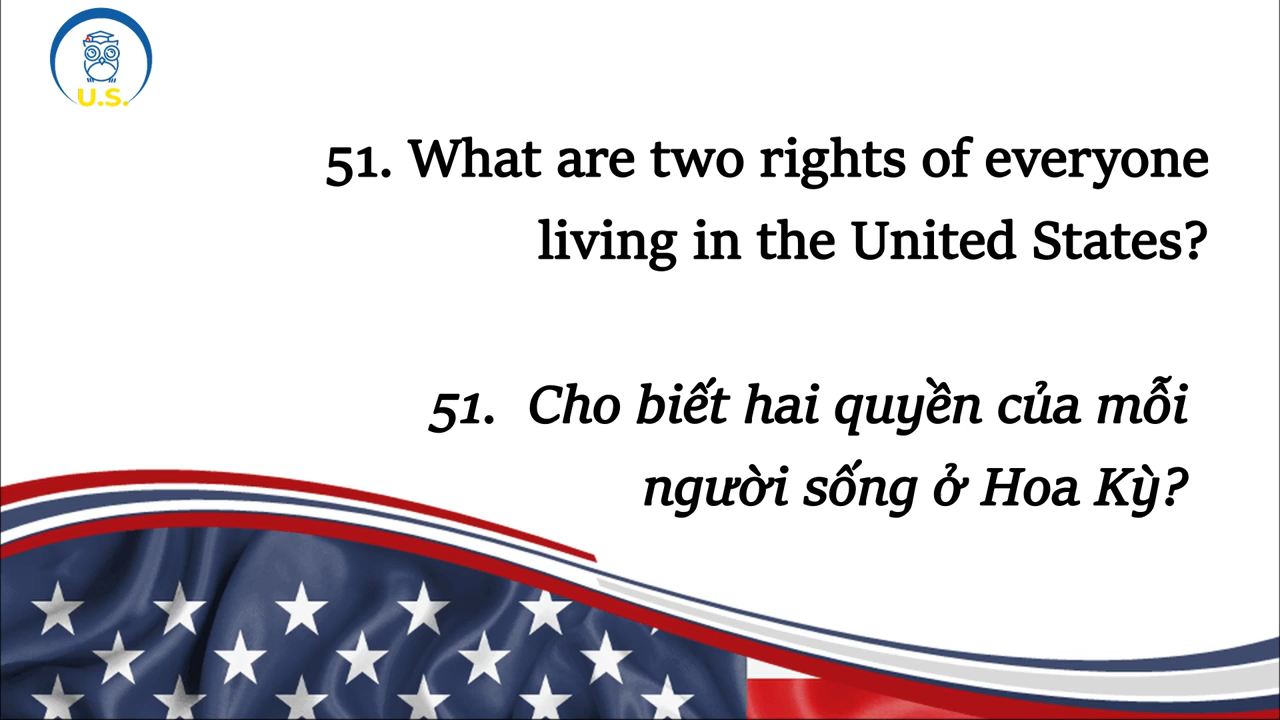 U.S.
51. What are two rights of everyone
living in the United States?
51. Cho biết hai quyền của mỗi
người sống ở Hoa Kỳ?